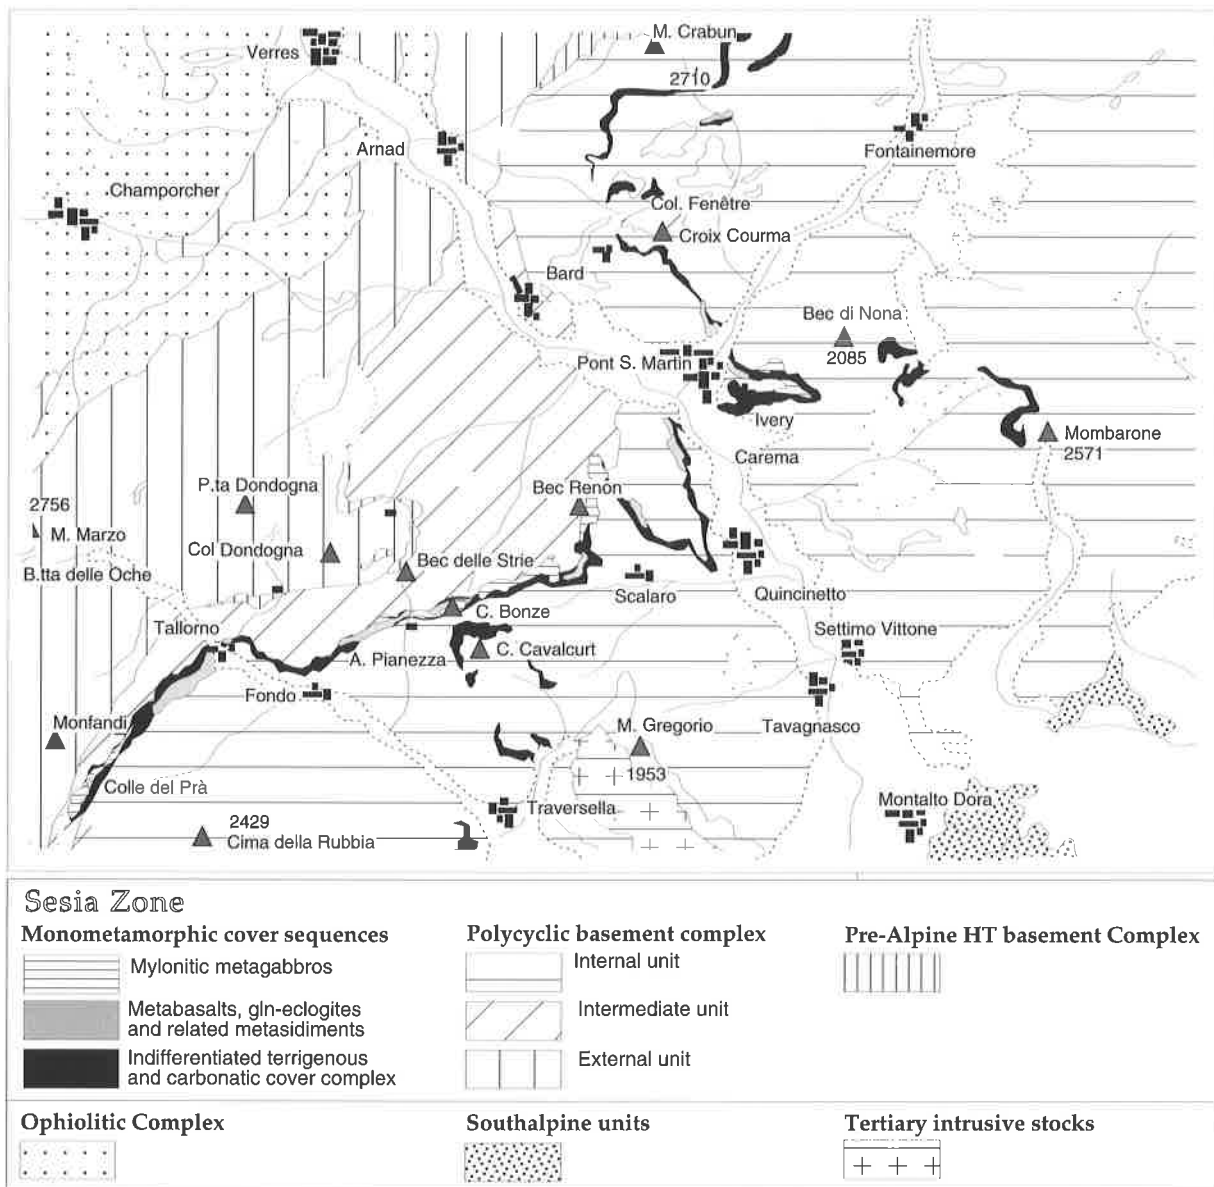 M. Crabun
Verres
2710
Arnad
Fontainemore
Champorcher
Col. Fenêtre
Croix Courma
Bard
Bec di Nona
2085
Pont S. Martin
Ivery
Mombarone
2571
Carema
P.ta Dondogna
Bec Renon
2756
M. Marzo
Col Dondogna
Bec delle Strie
B.tta delle Oche
Scalaro
Quincinetto
C. Bonze
Tallorno
Settimo Vittone
C. Cavalcurt
A. Pianezza
Fondo
Monfandi
M. Gregorio
Tavagnasco
1953
Colle del Prà
Traversella
Montalto Dora
2429
Cima della Rubbia
Sesia Zone
Monometamorphic cover sequences
Mylonitic metagabbros
Metabasalts, gln-eclogites
and related metasidiments
Indifferentiated terrigenous
and carbonatic cover complex
Polycyclic basement complex
Internal unit
Intermediate unit
External unit
Pre-Alpine HT basement Complex
Ophiolitic Complex
Southalpine units
Tertiary intrusive stocks